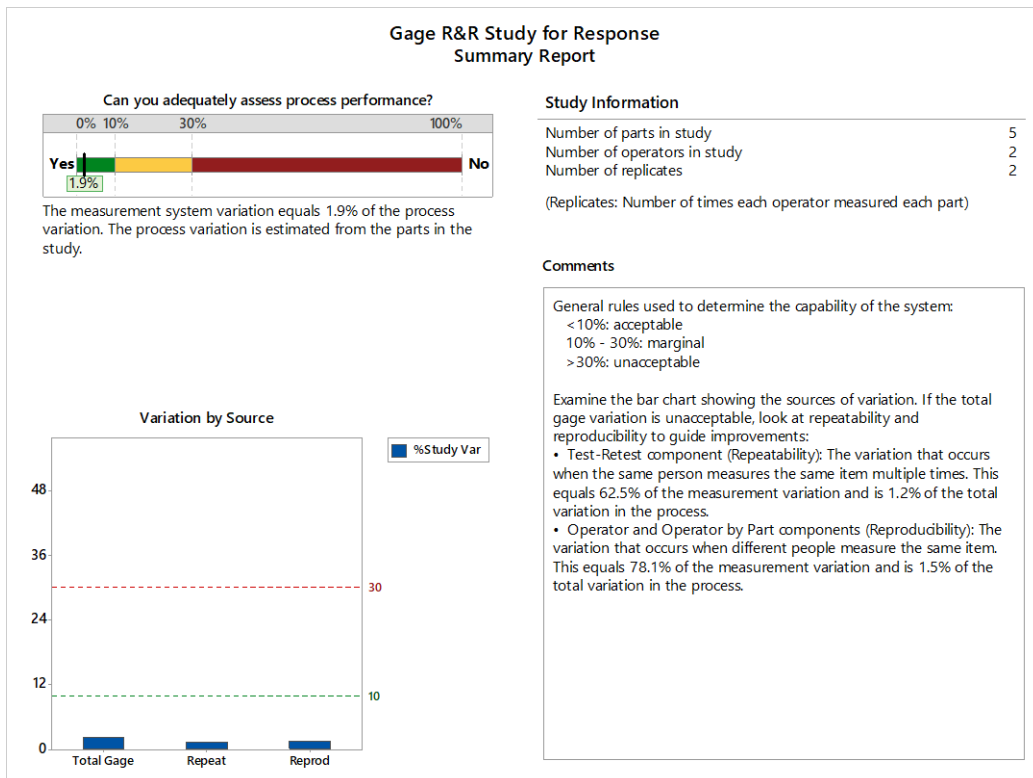 Gage R&R Study for Response
Summary Report
Can you adequately assess process performance?
0% 10% 30% 100%
Yes No
1.9%
The measurement system variation equals 1.9% of the process
variation. The process variation is estimated from the parts in the
study.
Study Information
Number of parts in study 5
Number of operators in study 2
Number of replicates 2
(Replicates: Number of times each operator measured each part)
Comments
General rules used to determine the capability of the system:
<10%: acceptable
10% - 30%: marginal
>30%: unacceptable
Examine the bar chart showing the sources of variation. If the total
gage variation is unacceptable, look at repeatability and
reproducibility to guide improvements:
• Test-Retest component (Repeatability): The variation that occurs
when the same person measures the same item multiple times. This
equals 62.5% of the measurement variation and is 1.2% of the total
variation in the process.
• Operator and Operator by Part components (Reproducibility): The
variation that occurs when different people measure the same item.
This equals 78.1% of the measurement variation and is 1.5% of the
total variation in the process.
Variation by Source
%Study Var
48
36
30
24
12
10
0
Total Gage Repeat Reprod